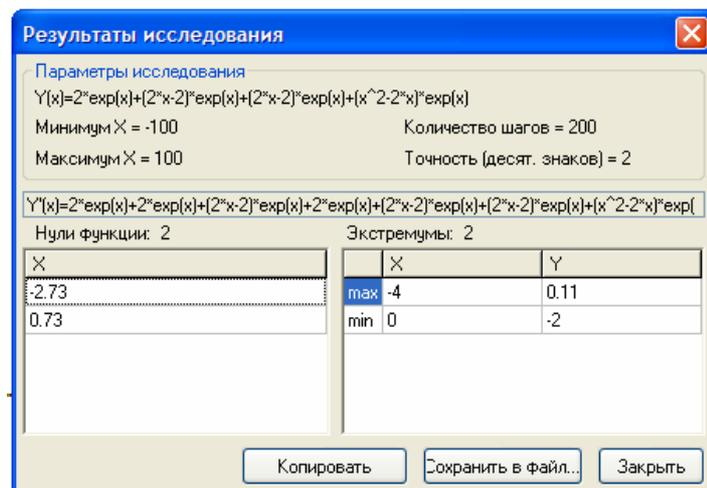 Результаты исследования
Параметры исследования
Y(x)=2*exp(x)+(2*x-2)*exp(x)+(2*x-2)*exp(x)+(x^2-2*x)*exp(x)
Минимум X = -100
Количество шагов = 200
Максимум X = 100
Точность (десят. знаков) = 2
Y'(x)=2*exp(x)+2*exp(x)+(2*x-2)*exp(x)+2*exp(x)+(2*x-2)*exp(x)+(2*x-2)*exp(x)+(x^2-2*x)*exp(
Нули функции: 2
Экстремумы: 2
X
X Y
-2.73
max -4 0.11
0.73
min 0 -2
Копировать
Сохранить в файл...
Закрыть